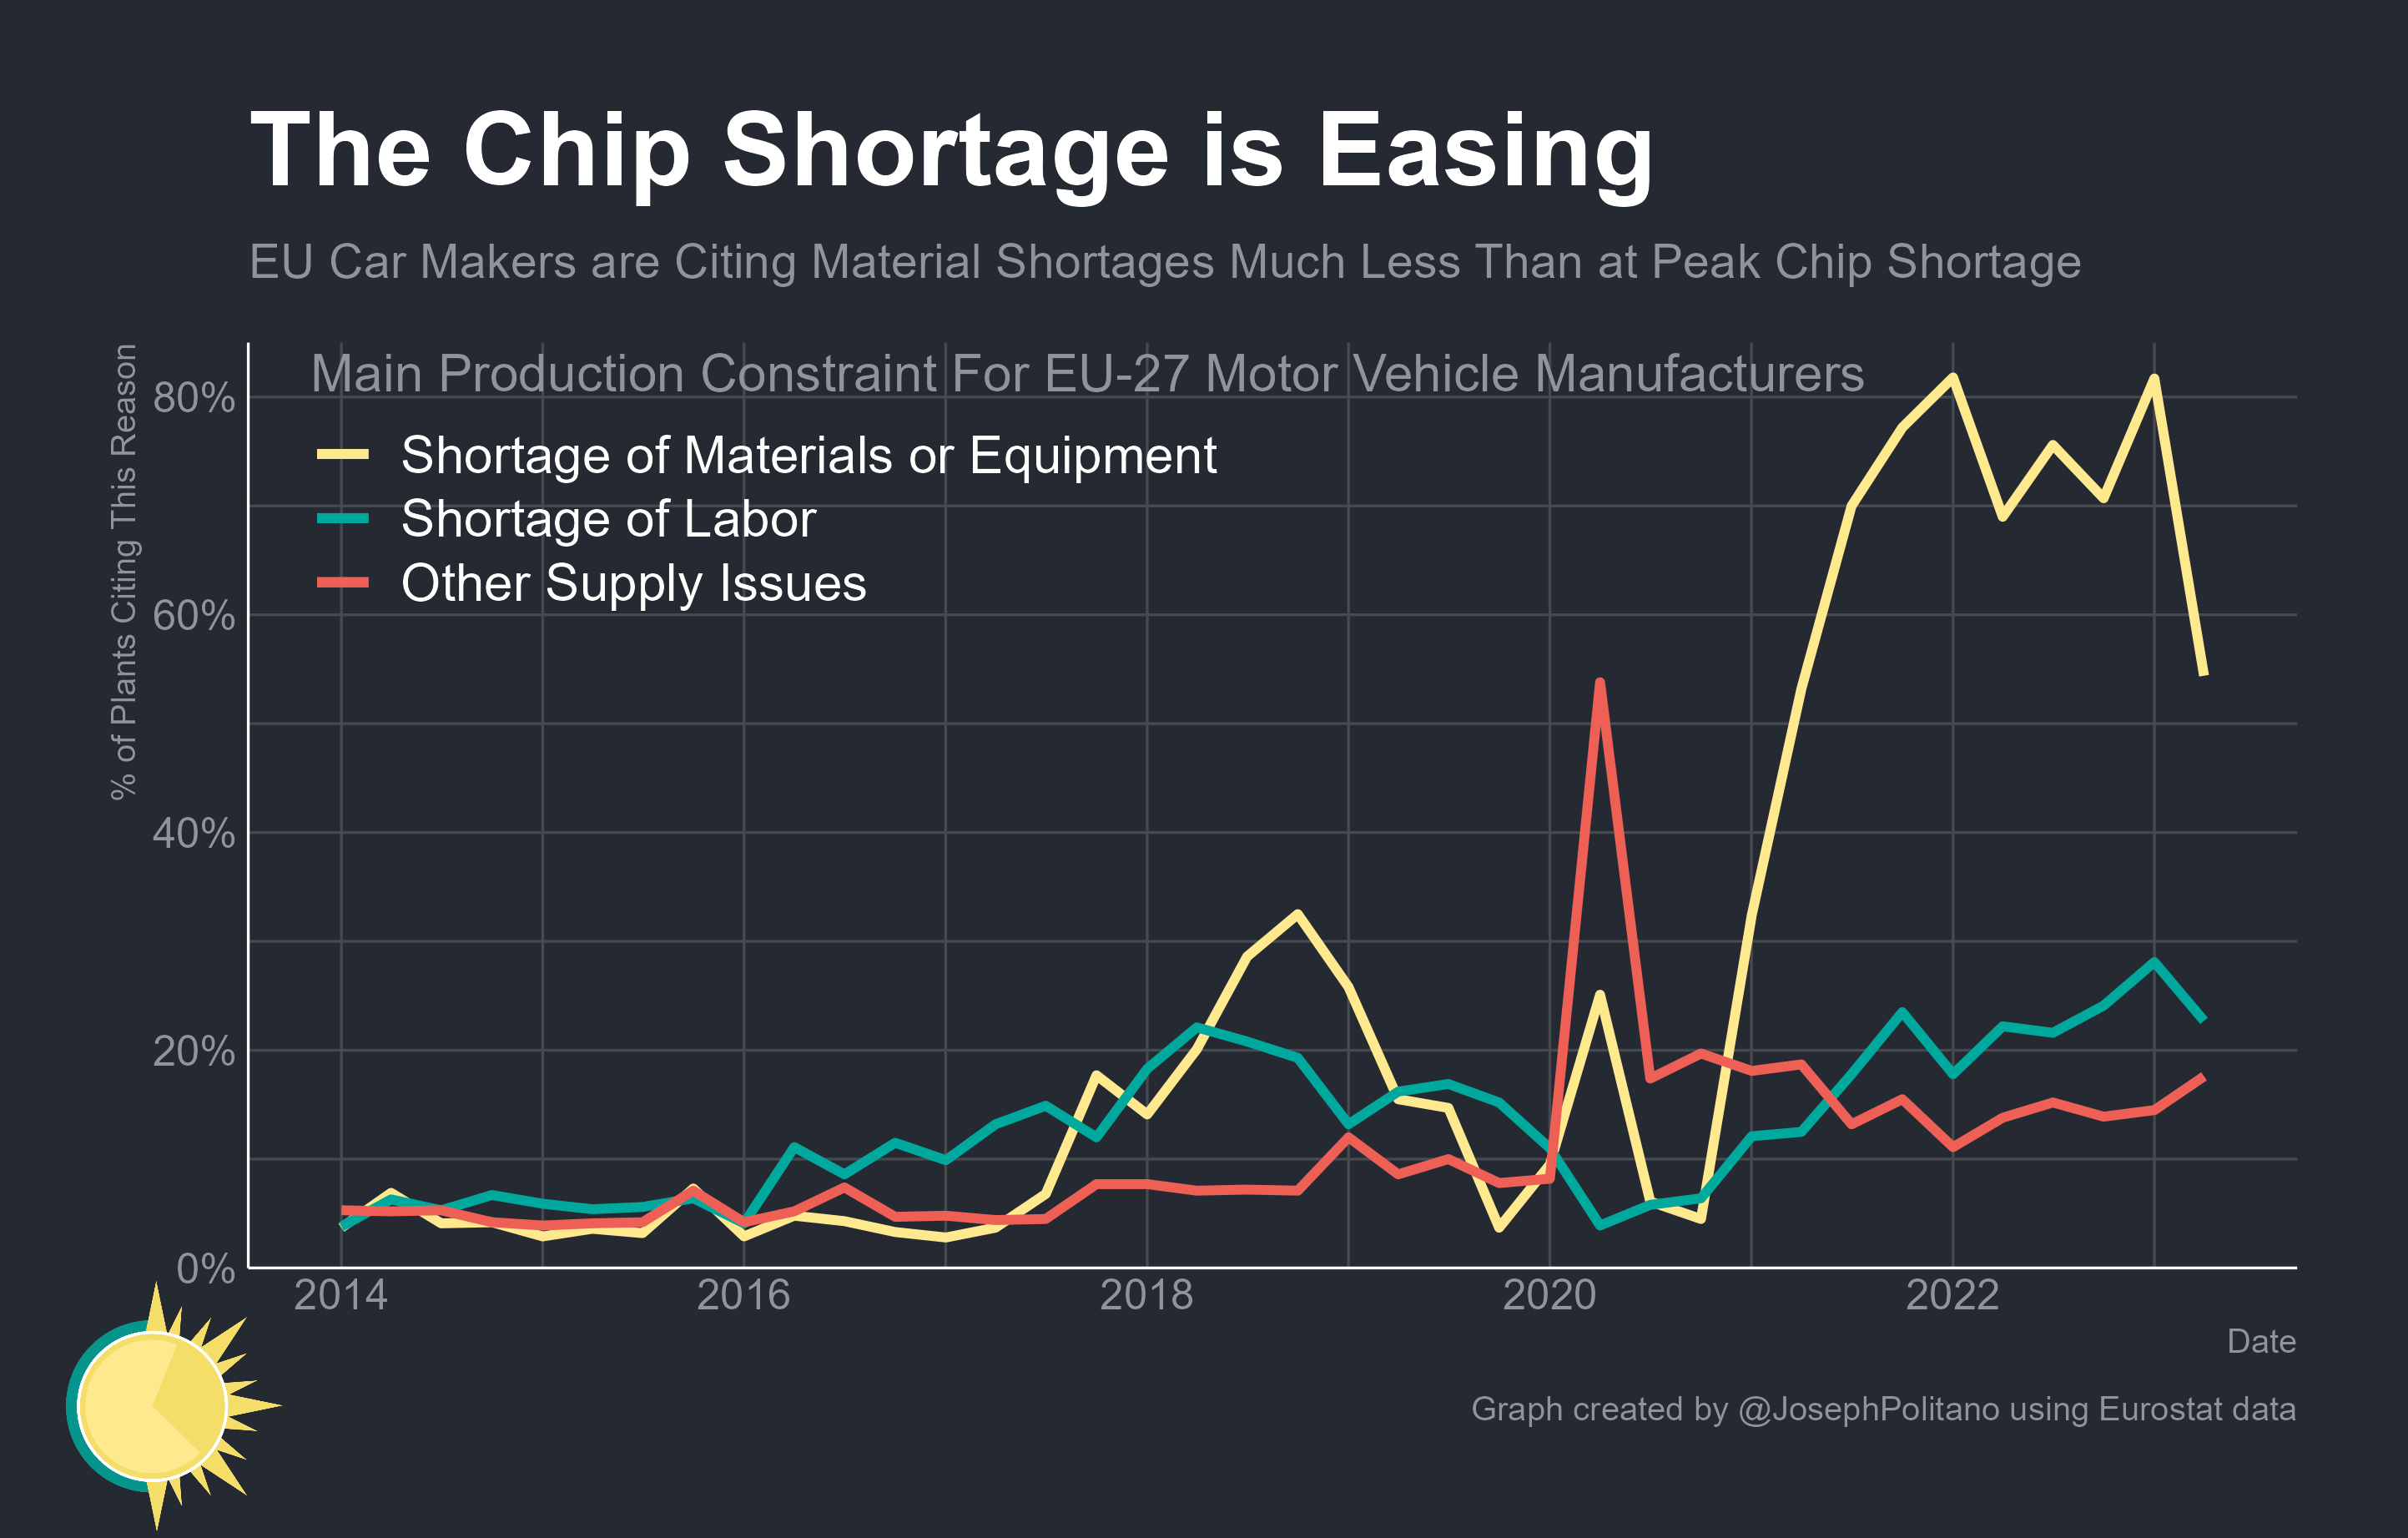 The Chip Shortage is Easing
EU Car Makers are Citing Material Shortages Much Less Than at Peak Chip Shortage
% of Plants Citing This Reason
Main Production Constraint For EU-27 Motor Vehicle Manufacturers
Shortage of Materials or Equipment
Shortage of Labor
Other Supply Issues
80%
60%
40%
20%
0%
2014 2016 2018 2020 2022
Date
Graph created by @JosephPolitano using Eurostat data